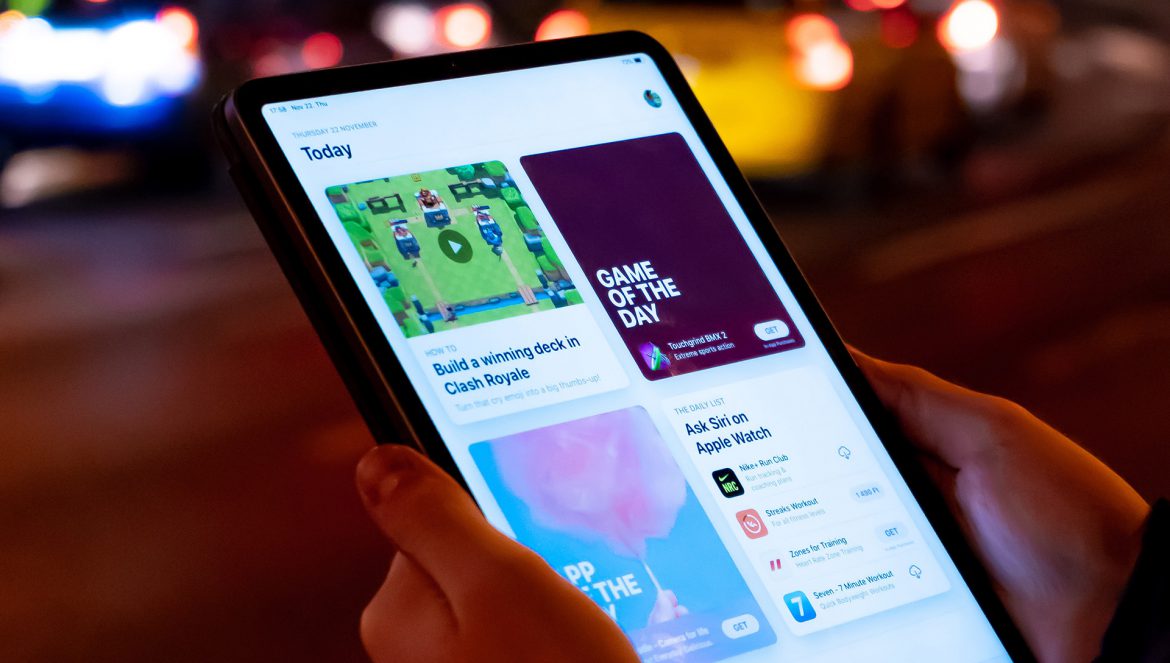 17:58 Nov 22 Thu
THURSDAY 22 NOVEMBER
Today
HOW TO
Build a winning deck in
Clash Royale
Turn that cry emoji into a big thumbs-up!
GAME
OF THE
DAY
Touchgrind BMX 2
Extreme sports action
GET
In-App Purchases
THE DAILY LIST
Ask Siri on
Apple Watch
NRC
Nike+ Run Club
Run tracking &
coaching plans
Streaks Workout
For all fitness levels
1 490 Ft
Zones for Training
Heart Rate Zone Training
GET
In-App Purchases
7
Seven - 7 Minute Workout
Quick Bodyweight Workouts
PP
THE
Y
- Camera for life
Everyday Delicious.
GET